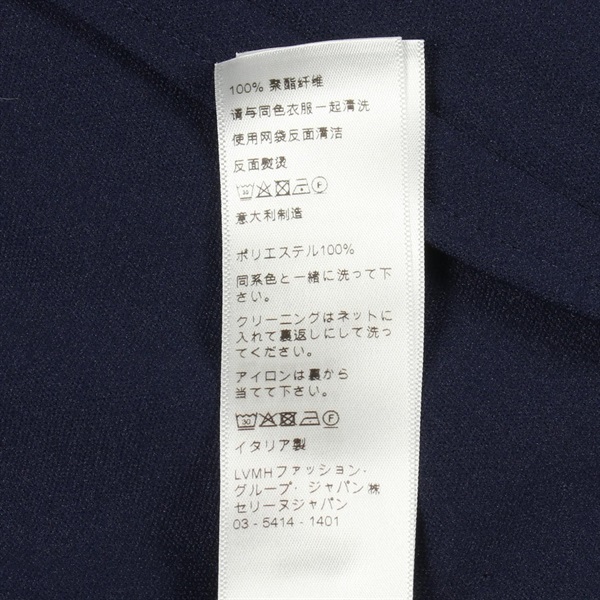 100% 聚酯纤维
请与同色衣服一起清洗
使用网袋反面清洁
反面熨烫
30 F
意大利制造
ポリエステル100%
同系色と一緒に洗って下
さい。
クリーニングはネットに
入れて裏返しにして洗っ
てください。
アイロンは裏から
当てて下さい。
30 F
イタリア製
LVMHファッション・
グループ・ジャパン㈱
セリーヌジャパン
03 - 5414 - 1401